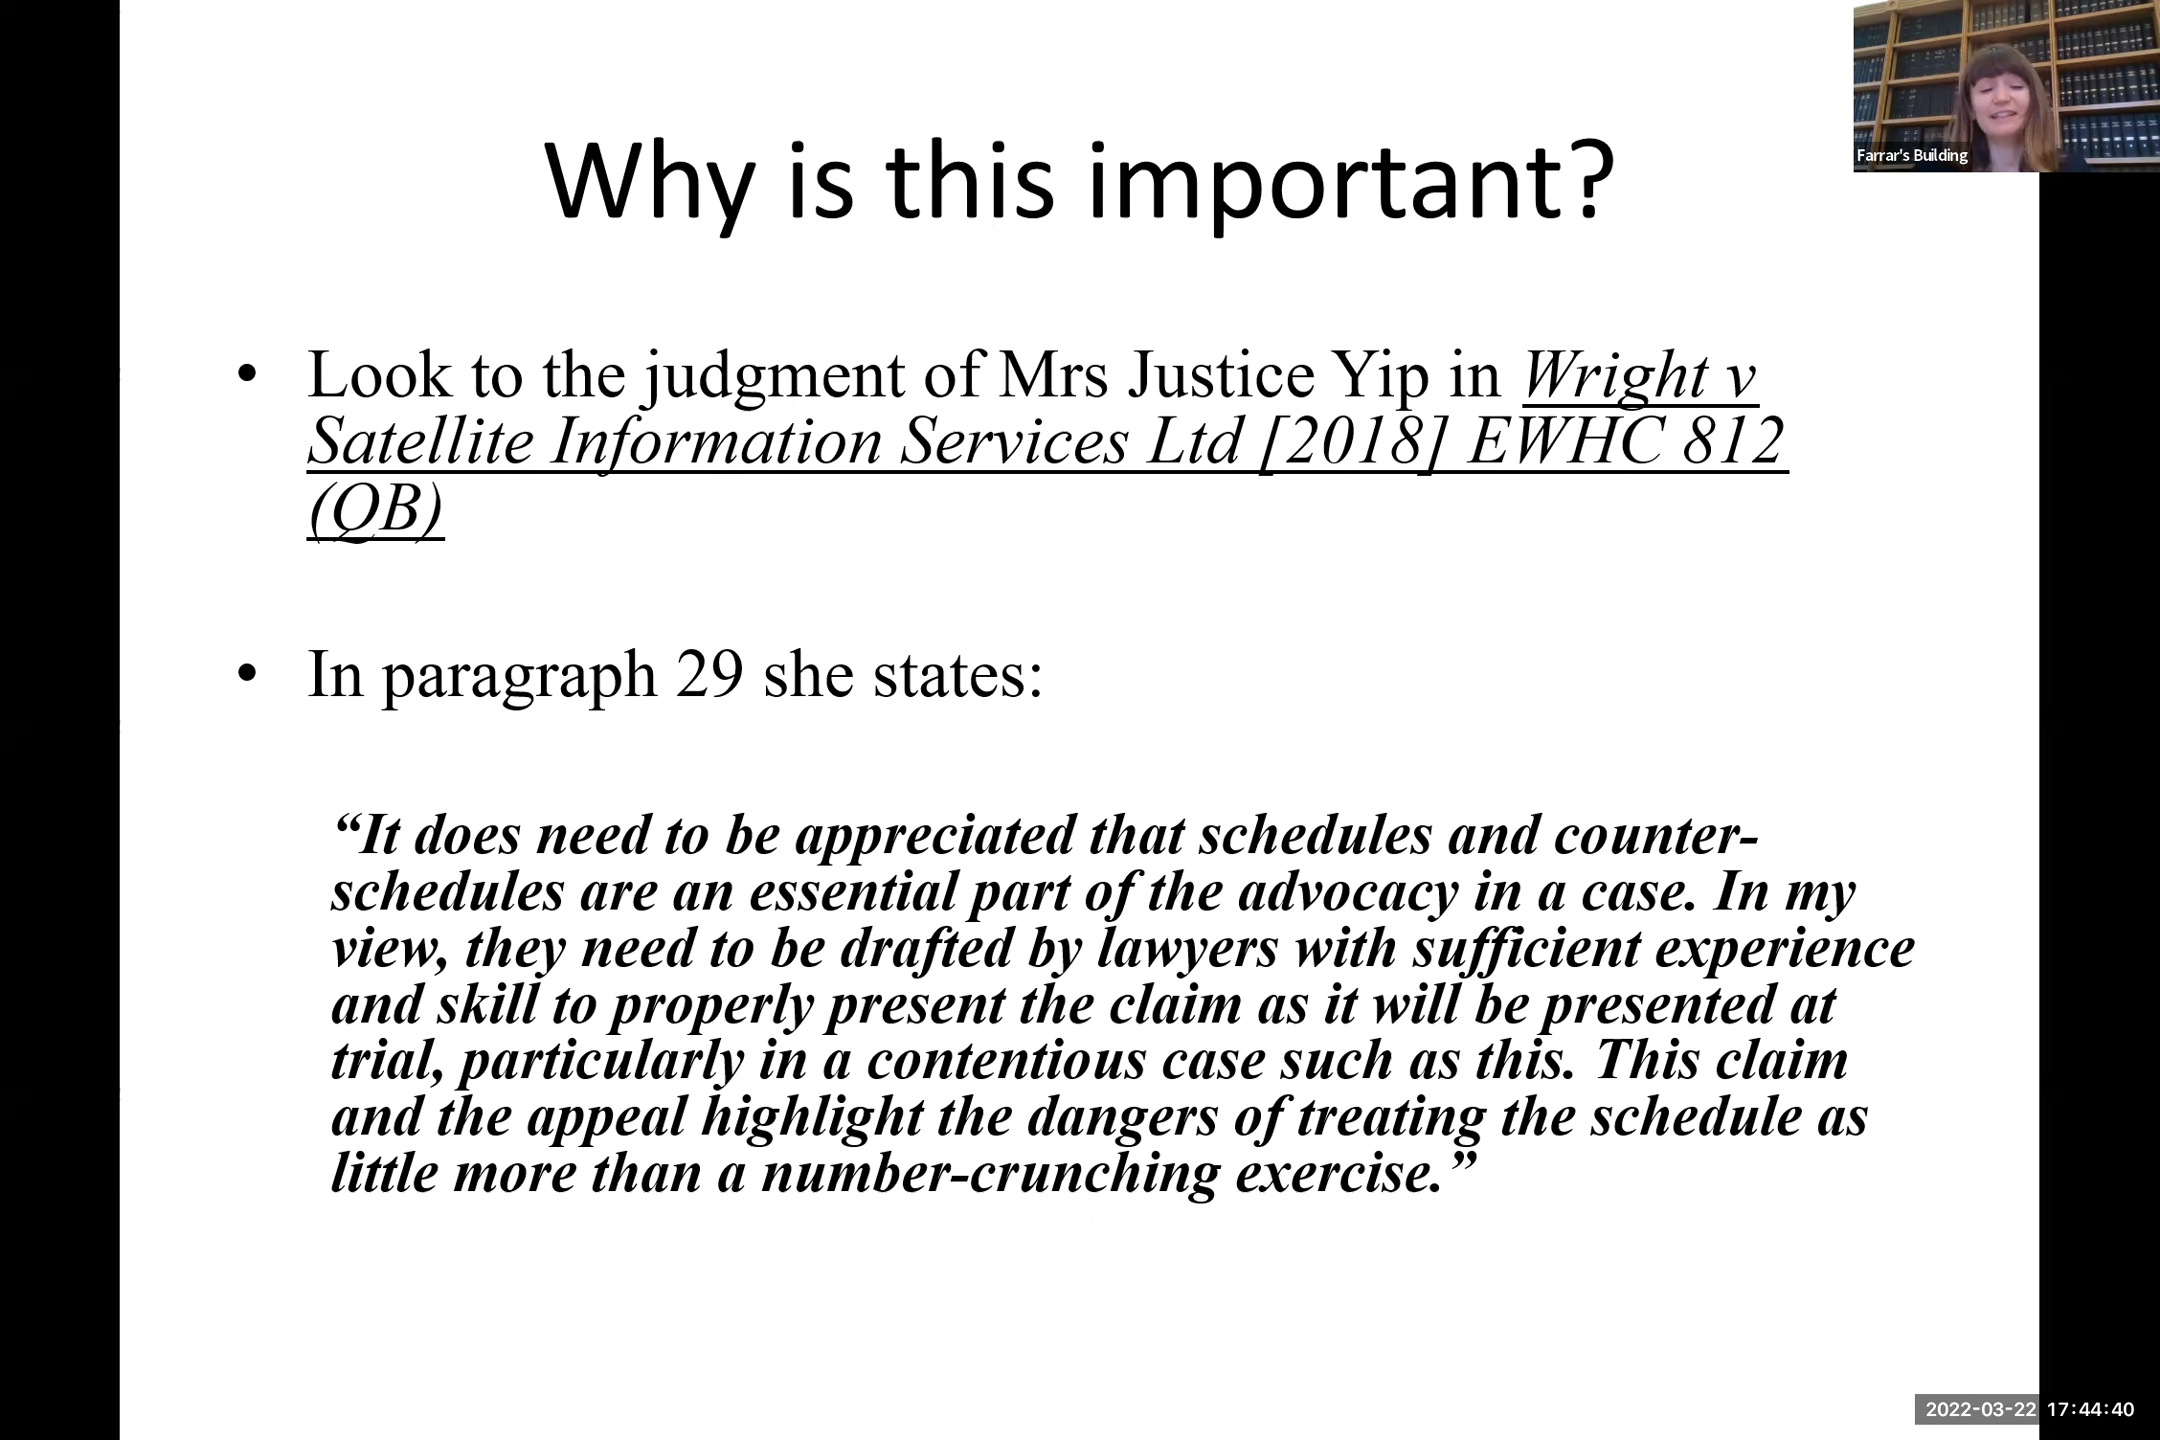 Farrar's Building
Why is this important?
• Look to the judgment of Mrs Justice Yip in Wright v
Satellite Information Services Ltd [2018] EWHC 812
(QB)
• In paragraph 29 she states:
“It does need to be appreciated that schedules and counter-
schedules are an essential part of the advocacy in a case. In my
view, they need to be drafted by lawyers with sufficient experience
and skill to properly present the claim as it will be presented at
trial, particularly in a contentious case such as this. This claim
and the appeal highlight the dangers of treating the schedule as
little more than a number-crunching exercise.”
2022-03-22 17:44:40